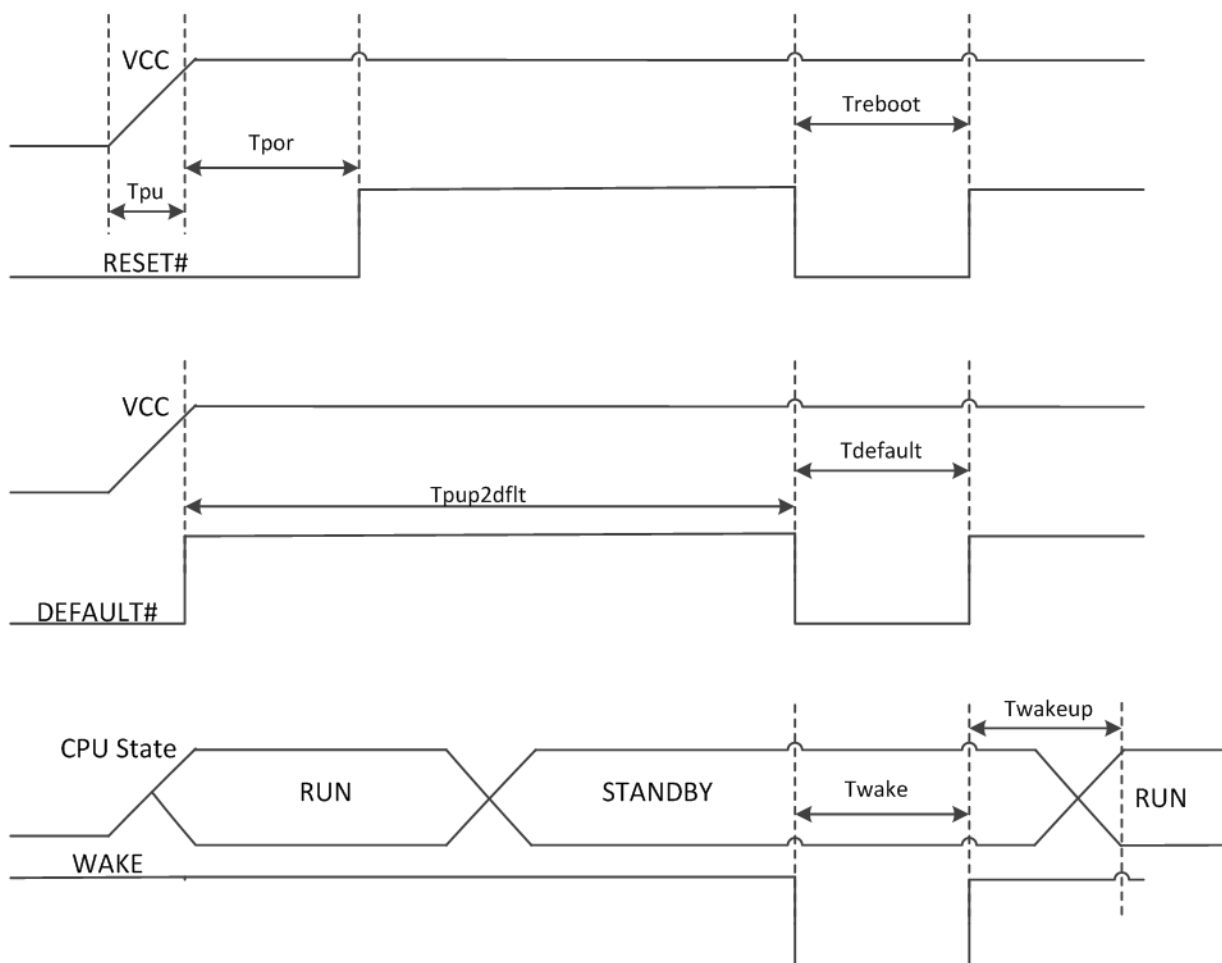 VCC
Treboot
Tpor
Tpu
RESET#
VCC
Tdefault
Tpup2dflt
DEFAULT#
Twakeup
CPU State
RUN
STANDBY
Twake
RUN
WAKE